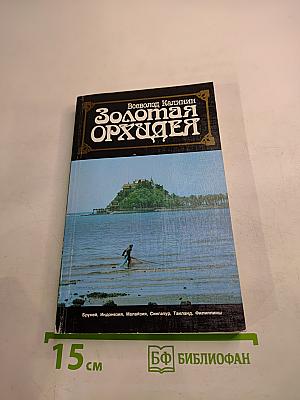 Всеволод Калинин
Золотая
ОРХИДЕЯ
Бруней, Индонезия, Малайзия, Сингапур, Таиланд, Филиппины
15 см
БФ БИБЛИОФАН